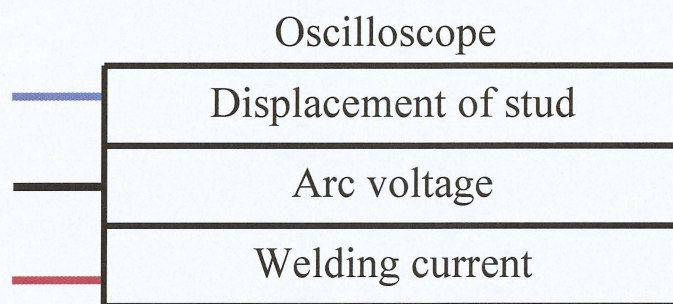 Oscilloscope
Displacement of stud
Arc voltage
Welding current